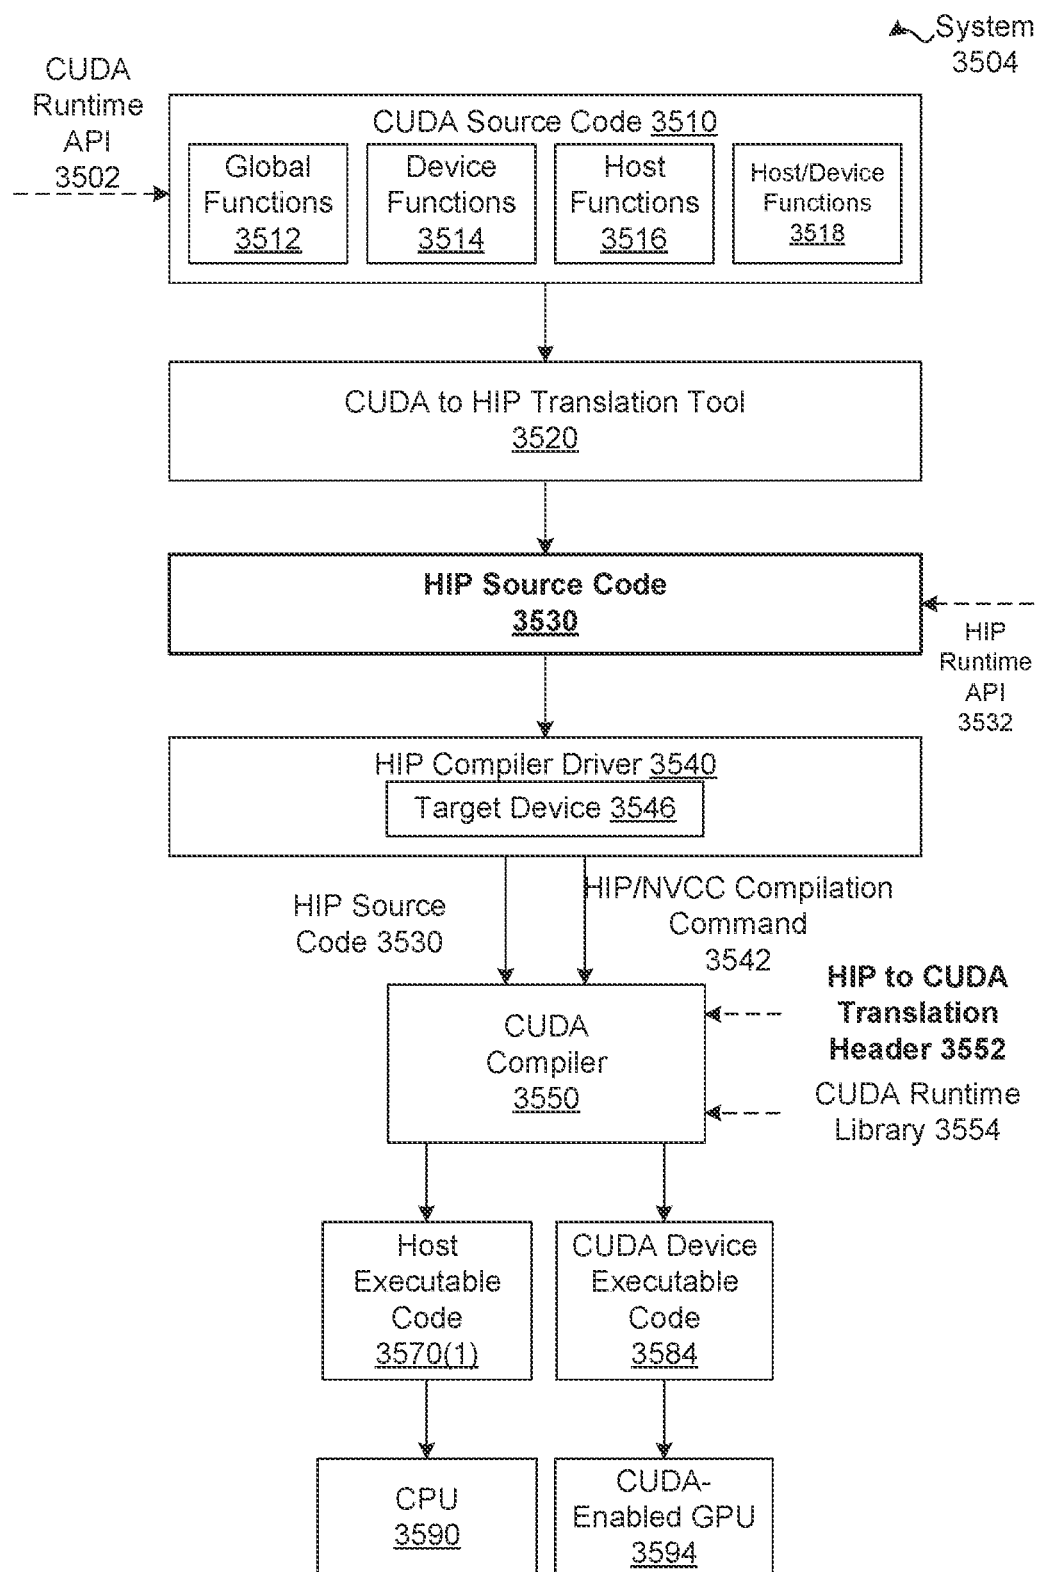 System
3504
CUDA
Runtime
API
3502
CUDA Source Code 3510
Global
Functions
3512
Device
Functions
3514
Host
Functions
3516
Host/Device
Functions
3518
CUDA to HIP Translation Tool
3520
HIP Source Code
3530
HIP
Runtime
API
3532
HIP Compiler Driver 3540
Target Device 3546
HIP Source
Code 3530
HIP/NVCC Compilation
Command
3542
HIP to CUDA
Translation
Header 3552
CUDA
Compiler
3550
CUDA Runtime
Library 3554
Host
Executable
Code
3570(1)
CUDA Device
Executable
Code
3584
CPU
3590
CUDA-
Enabled GPU
3594